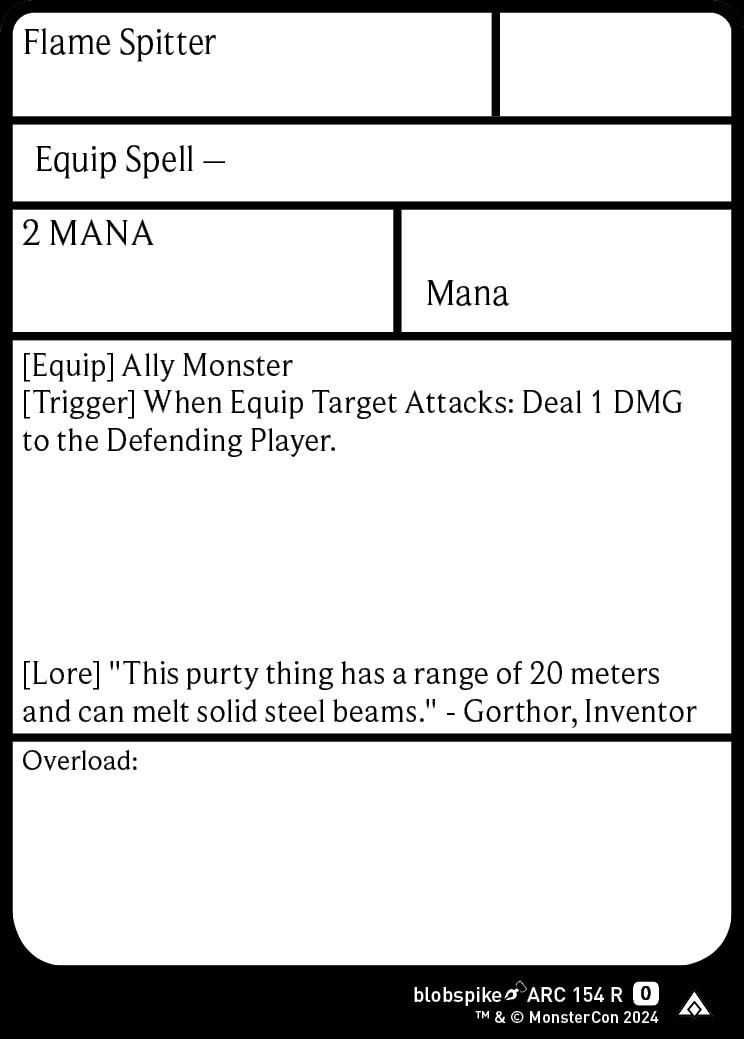 Flame Spitter
Equip Spell —
2 MANA
Mana
[Equip] Ally Monster
[Trigger] When Equip Target Attacks: Deal 1 DMG
to the Defending Player.
[Lore] "This purty thing has a range of 20 meters
and can melt solid steel beams." - Gorthor, Inventor
Overload:
blobspike ARC 154 R 0
™ & © MonsterCon 2024